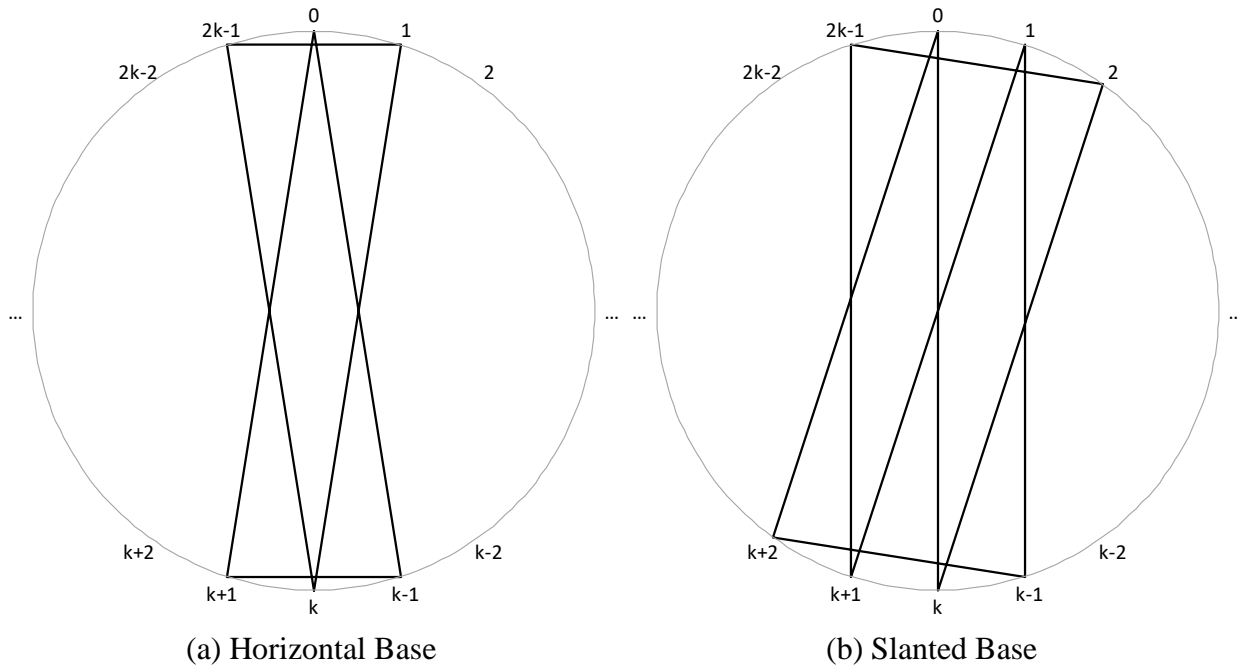 0 0
2k-1 1 2k-1 1
2k-2 2 2k-2 2
... ... ... ..
k+2 k-2 k+2 k-2
k+1 k-1 k+1 k-1
k k
(a) Horizontal Base (b) Slanted Base